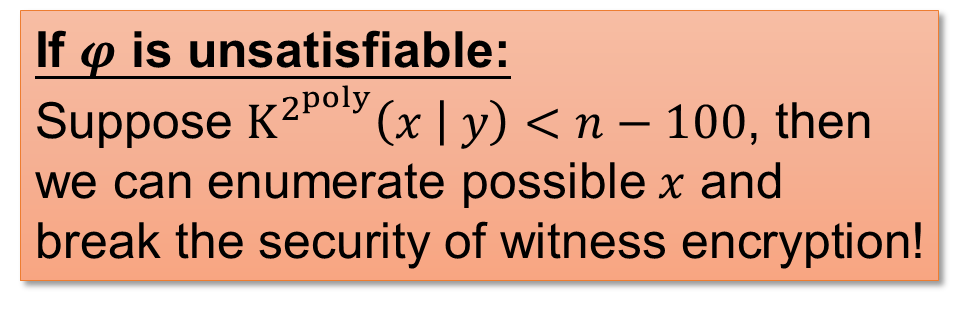 If φ is unsatisfiable:
Suppose K^{2^{poly}}(x | y) < n − 100, then
we can enumerate possible x and
break the security of witness encryption!